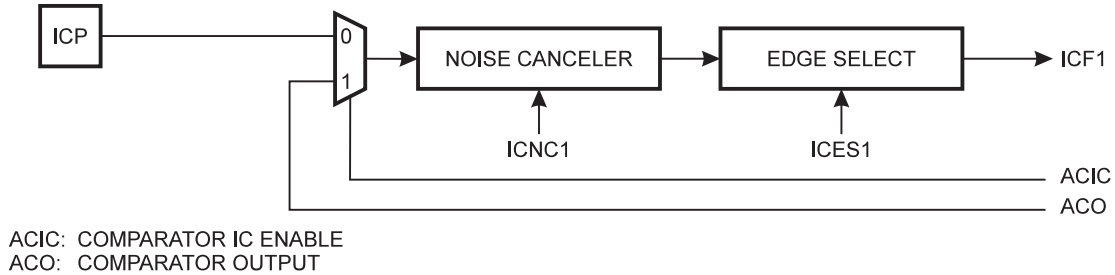 ICP
0
1
NOISE CANCELER
EDGE SELECT
ICF1
ICNC1
ICES1
ACIC
ACO
ACIC: COMPARATOR IC ENABLE
ACO: COMPARATOR OUTPUT